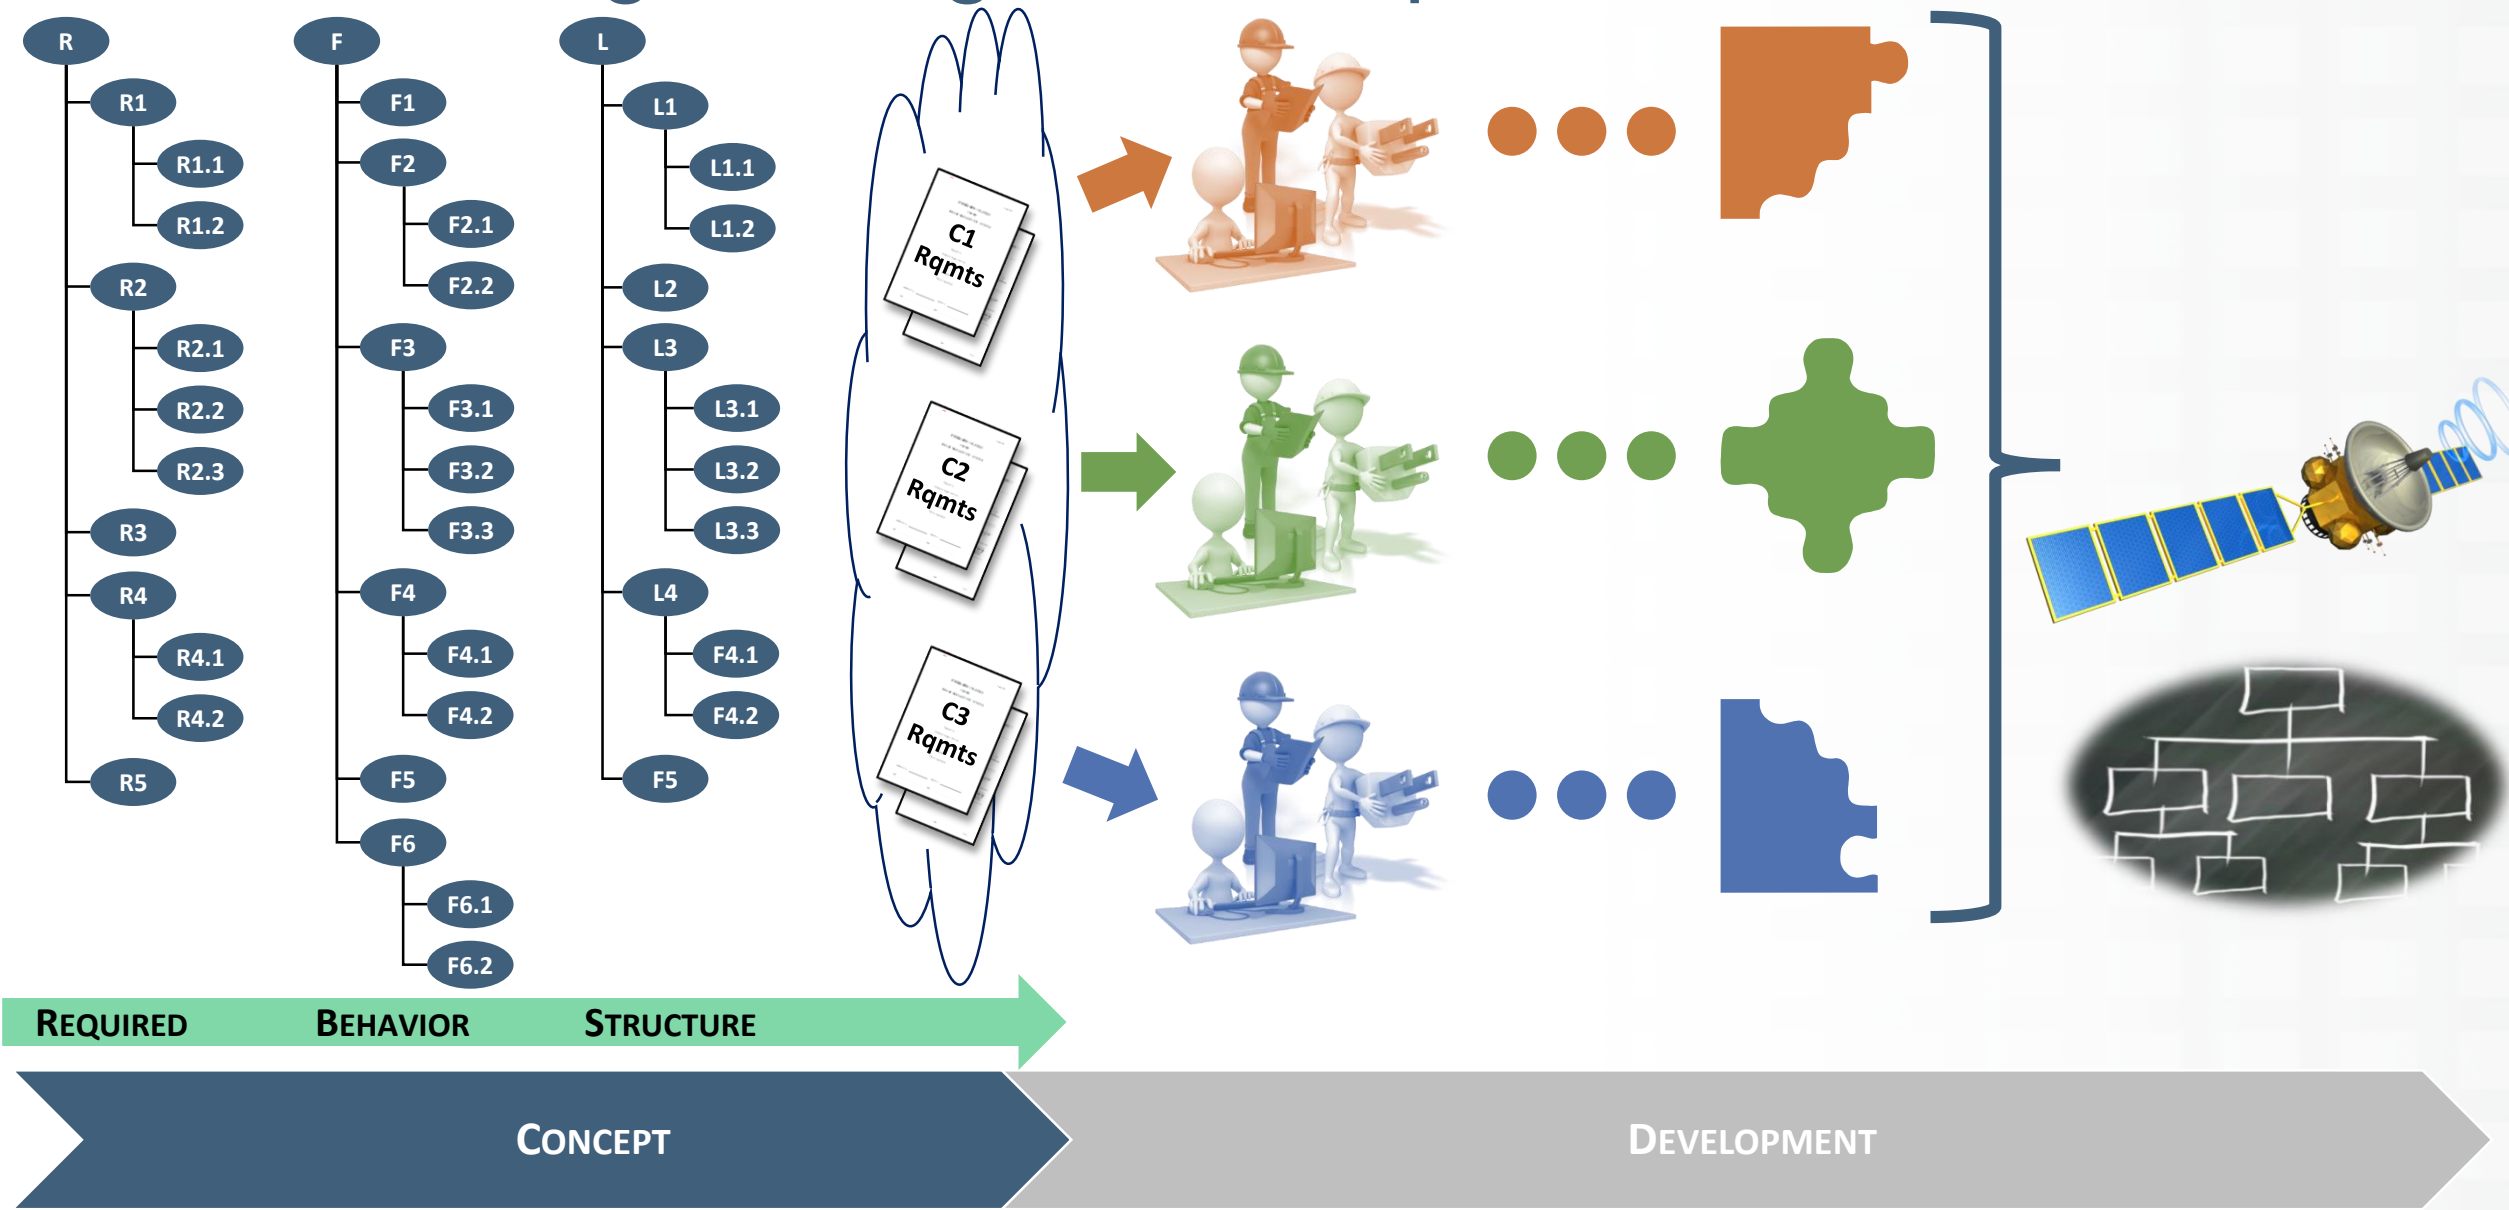 R
R1
R1.1
R1.2
R2
R2.1
R2.2
R2.3
R3
R4
R4.1
R4.2
R5
F
F1
F2
F2.1
F2.2
F3
F3.1
F3.2
F3.3
F4
F4.1
F4.2
F5
F6
F6.1
F6.2
L
L1
L1.1
L1.2
L2
L3
L3.1
L3.2
L3.3
L4
F4.1
F4.2
F5
C1
Rqmts
C2
Rqmts
C3
Rqmts
REQUIRED BEHAVIOR STRUCTURE
CONCEPT
DEVELOPMENT